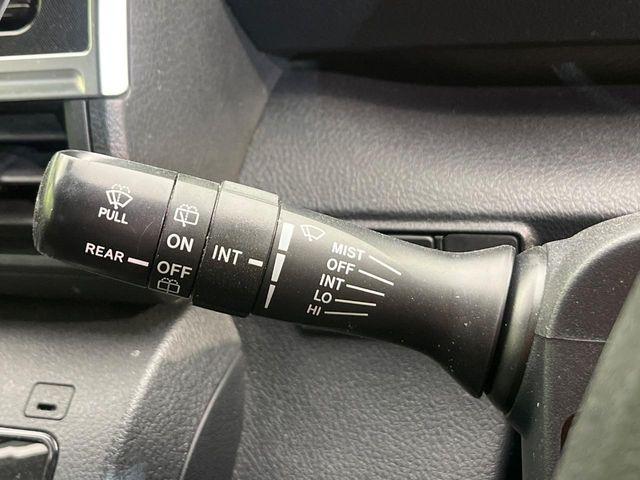 PULL
REAR
ON
OFF
INT
MIST
OFF
INT
LO
HI